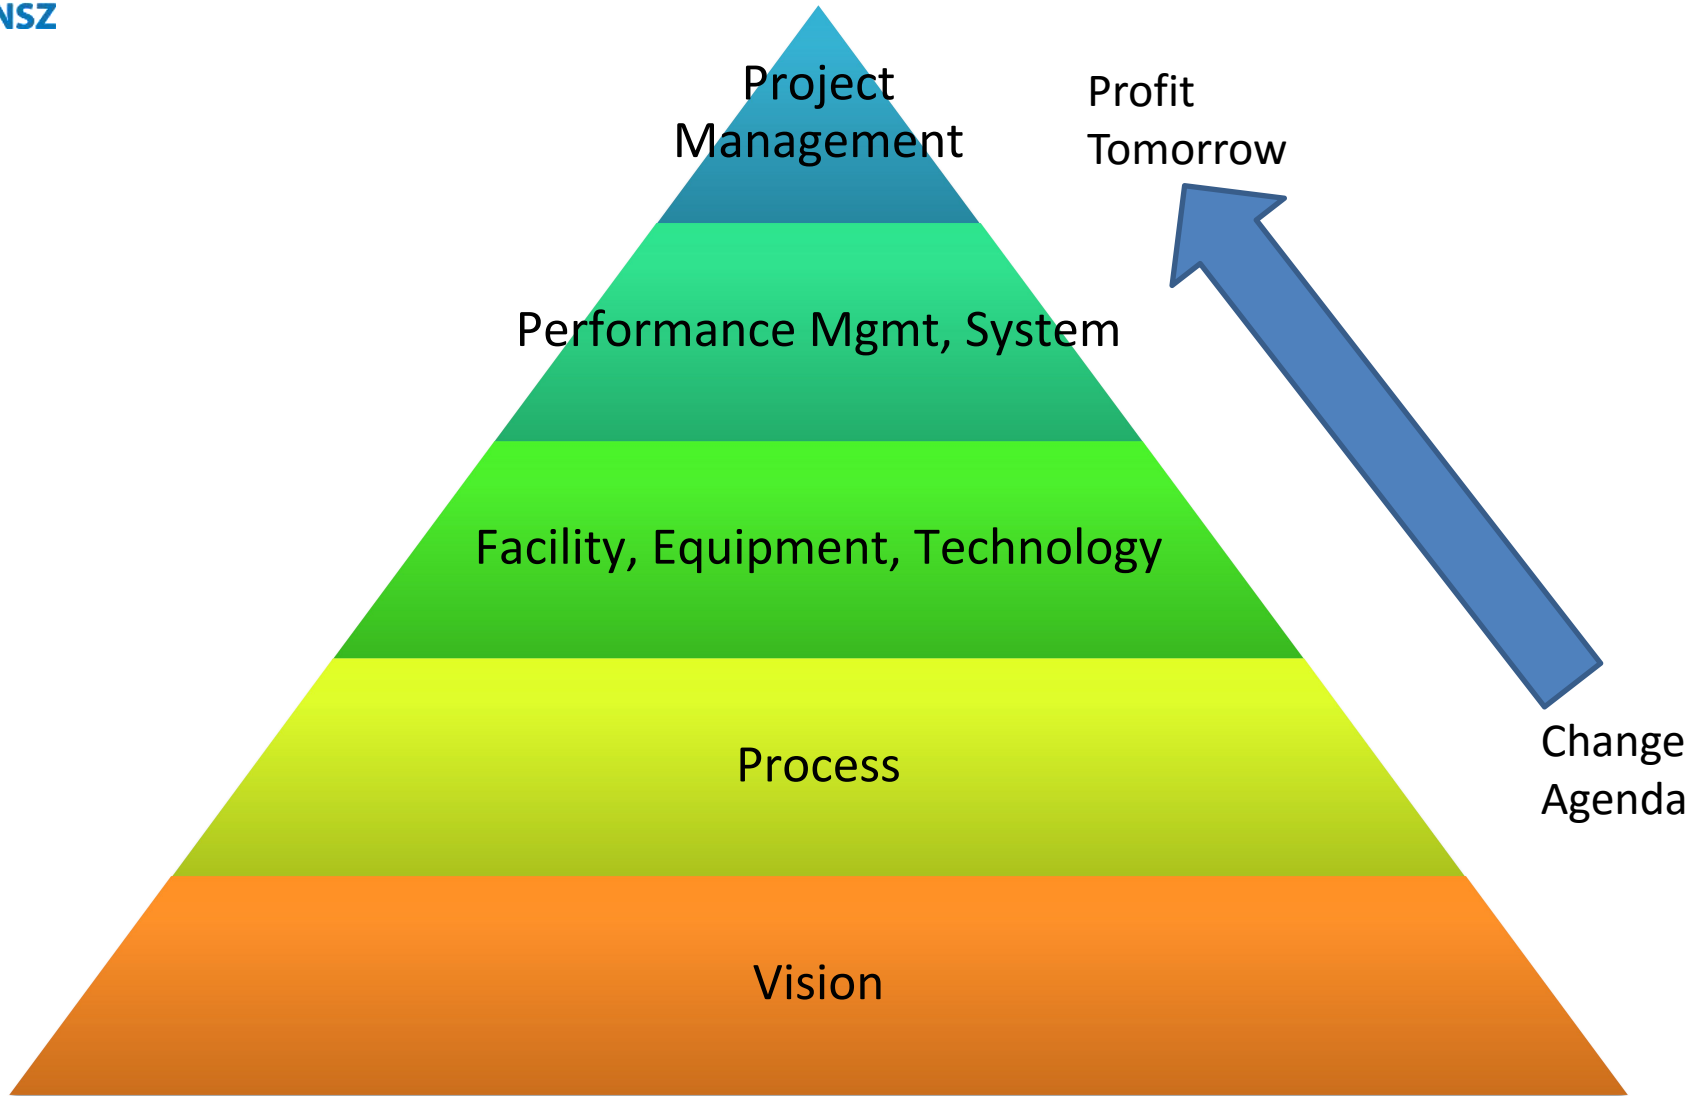 NSZ
Project
Management
Profit
Tomorrow
Performance Mgmt, System
Facility, Equipment, Technology
Process
Change
Agenda
Vision